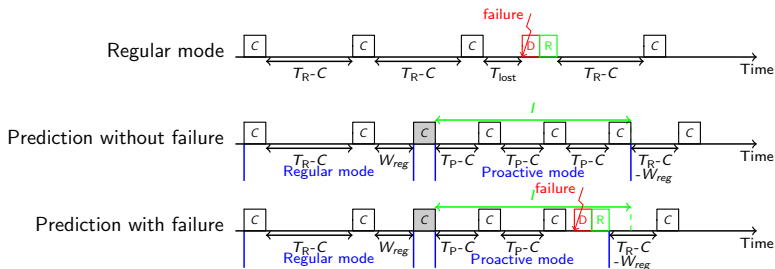 failure
Regular mode C C C D R C
T_R-C T_R-C T_lost T_R-C Time
I
Prediction without failure C C C C C C C
T_R-C W_reg T_P-C T_P-C T_P-C T_R-C -W_reg Time
Regular mode Proactive mode
failure
I
Prediction with failure C C C C C D R C
T_R-C W_reg T_P-C T_P-C T_R-C -W_reg Time
Regular mode Proactive mode